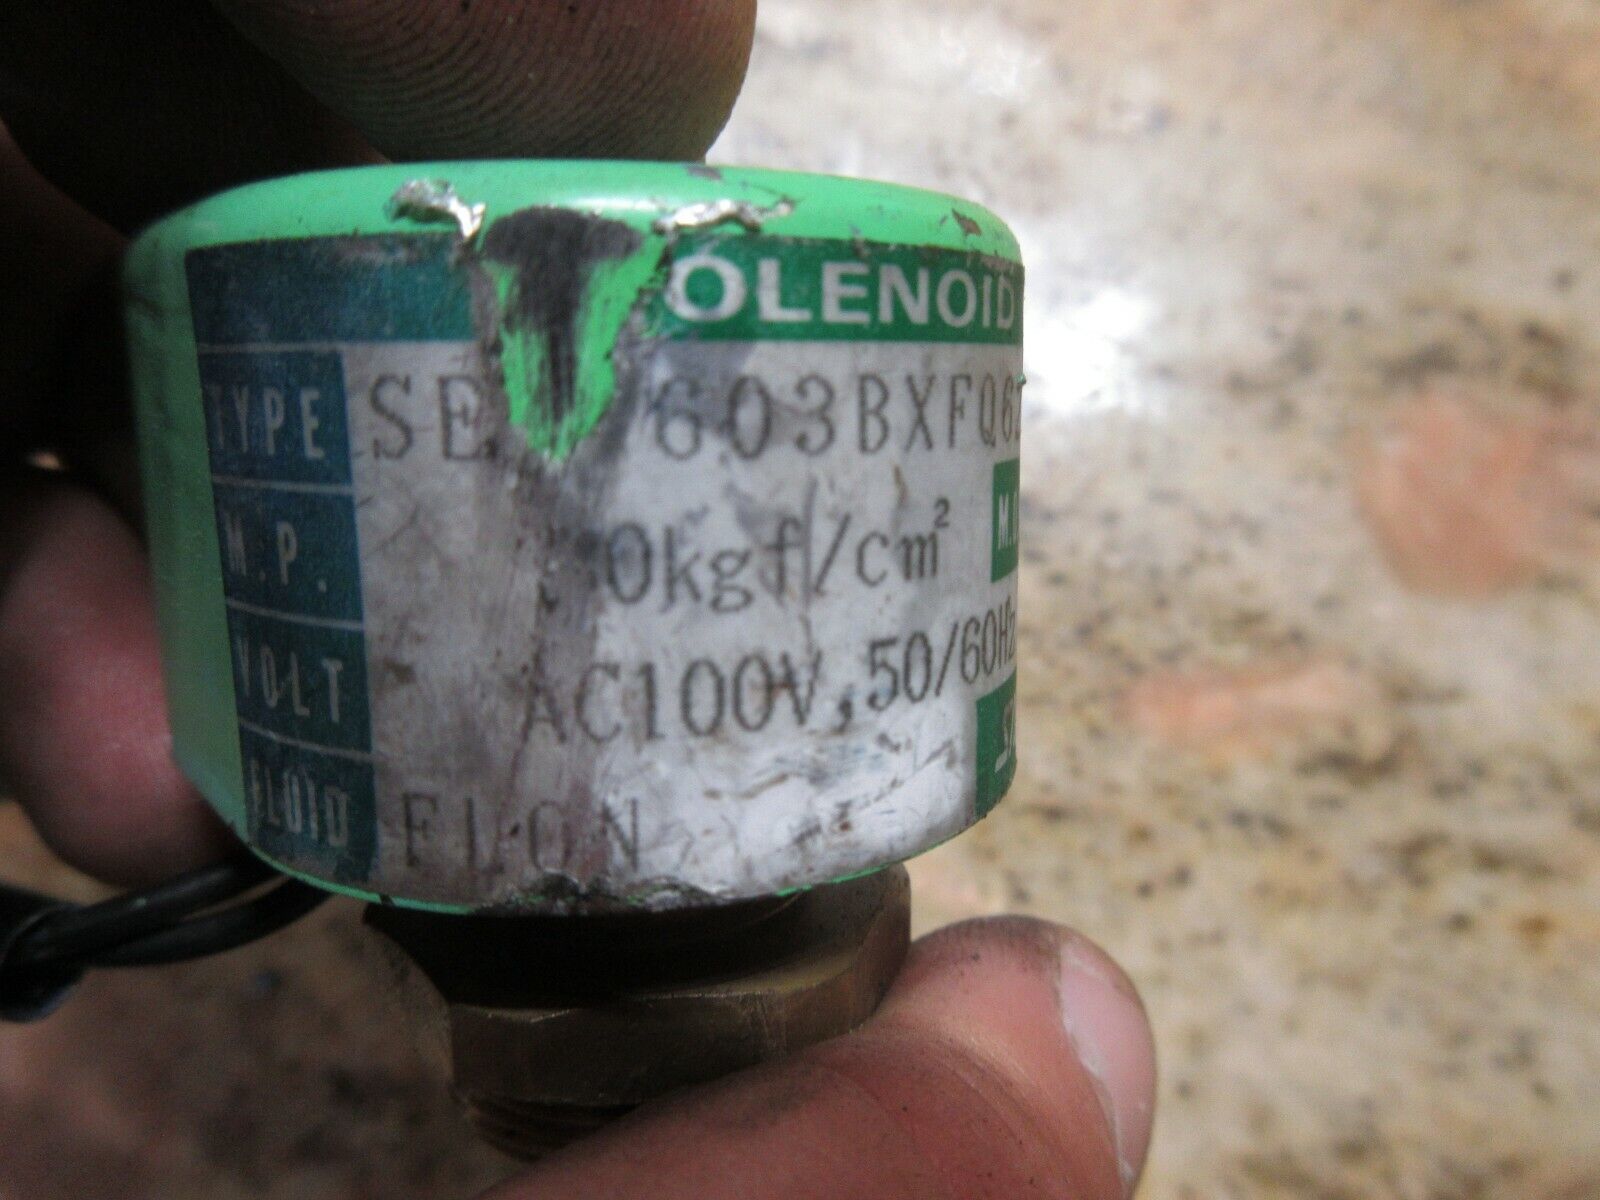 OLENOID
TYPE SE 603BXFQ6
M.P. 0kgf/cm²
VOLT AC100V, 50/60Hz
FLUID FLON